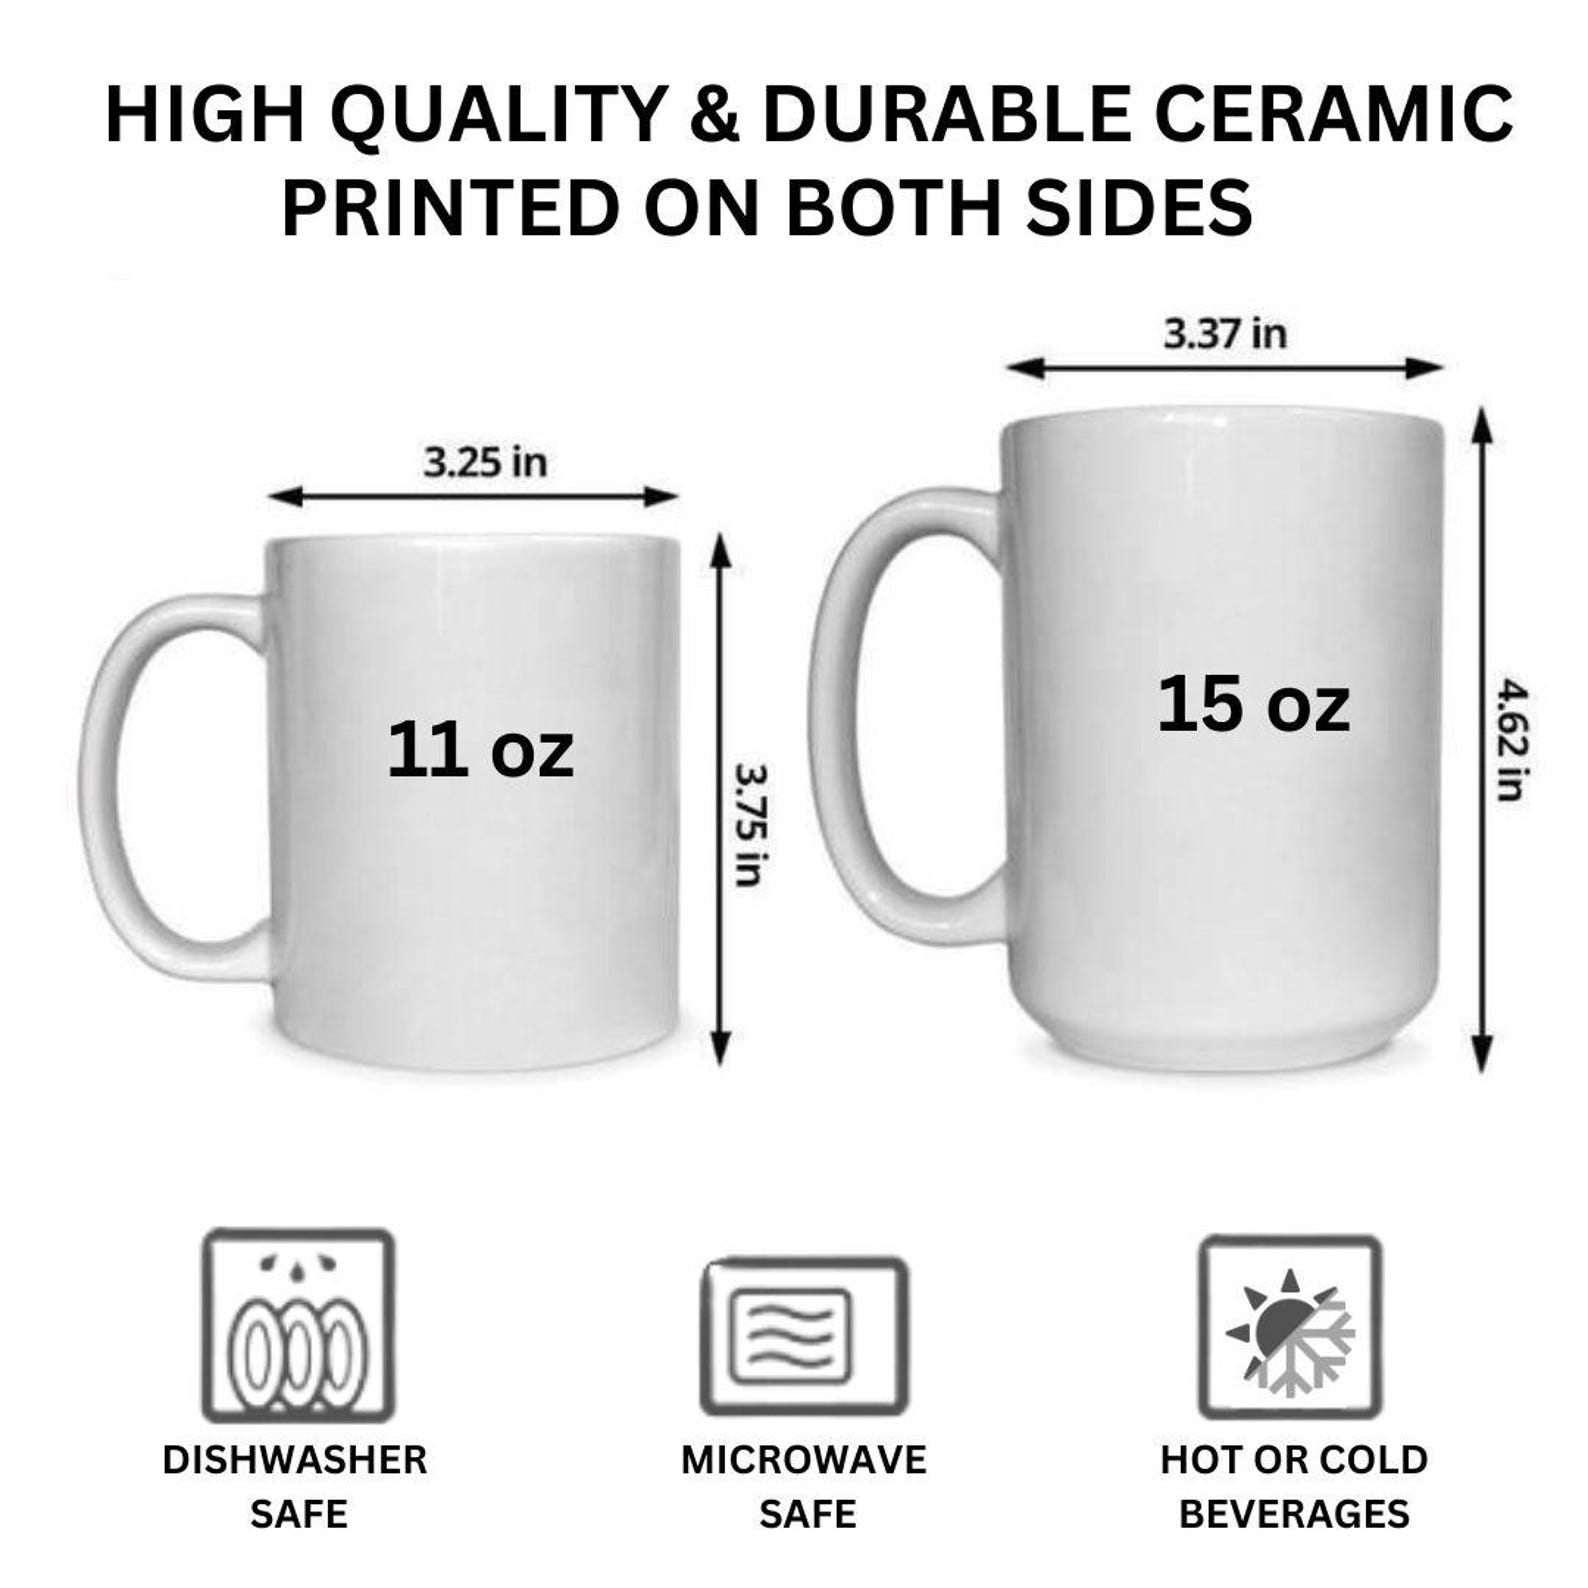 HIGH QUALITY & DURABLE CERAMIC
PRINTED ON BOTH SIDES
3.25 in
11 oz
3.75 in
3.37 in
15 oz
4.62 in
DISHWASHER
SAFE
MICROWAVE
SAFE
HOT OR COLD
BEVERAGES